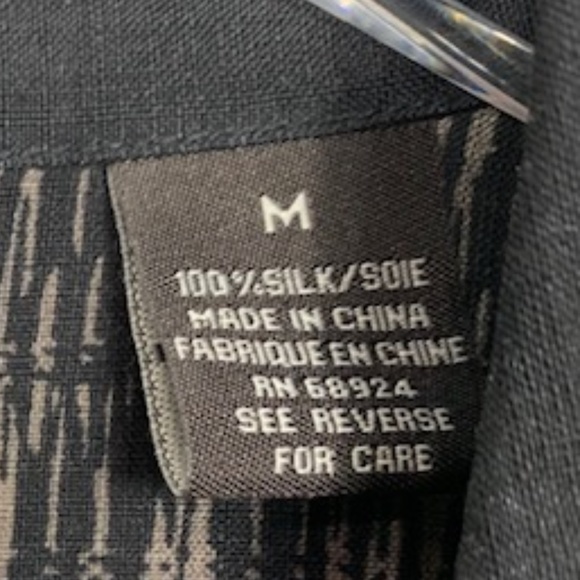 M
100%SILK/SOIE
MADE IN CHINA
FABRIQUE EN CHINE
RN 68924
SEE REVERSE
FOR CARE